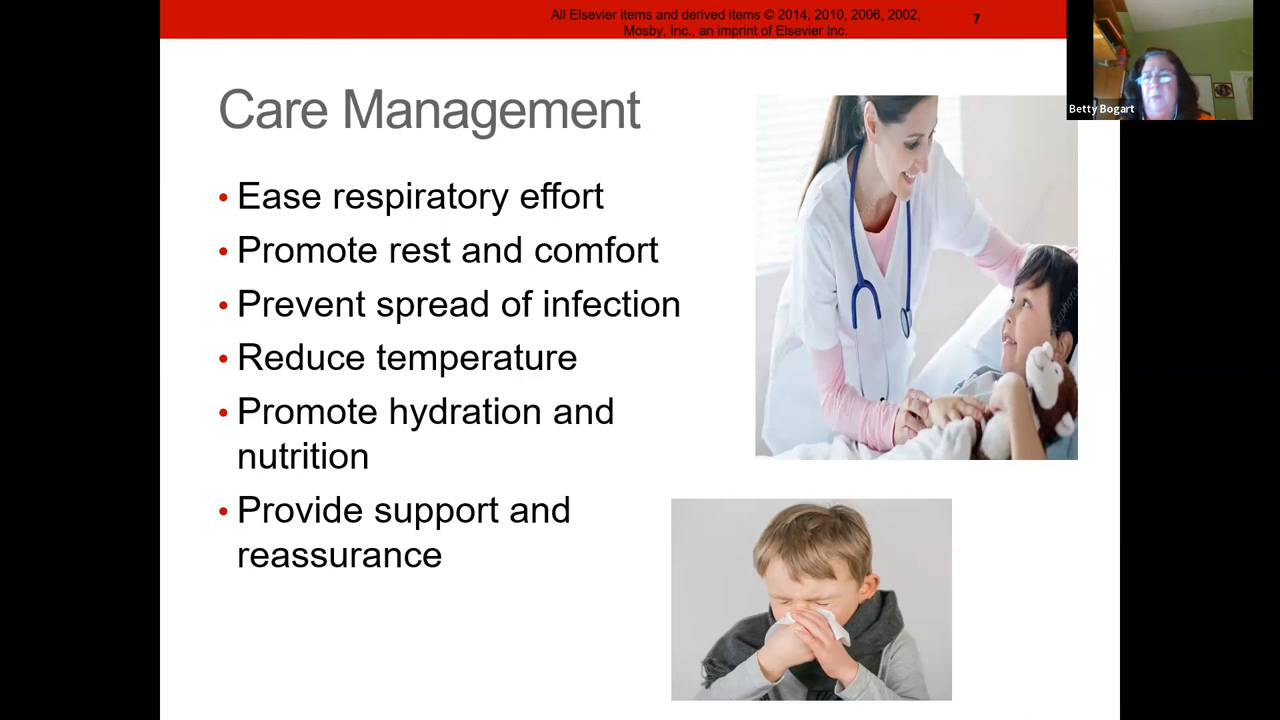 All Elsevier items and derived items © 2014, 2010, 2006, 2002,
Mosby, Inc., an imprint of Elsevier Inc.
7
Betty Bogart
Care Management
• Ease respiratory effort
• Promote rest and comfort
• Prevent spread of infection
• Reduce temperature
• Promote hydration and
nutrition
• Provide support and
reassurance